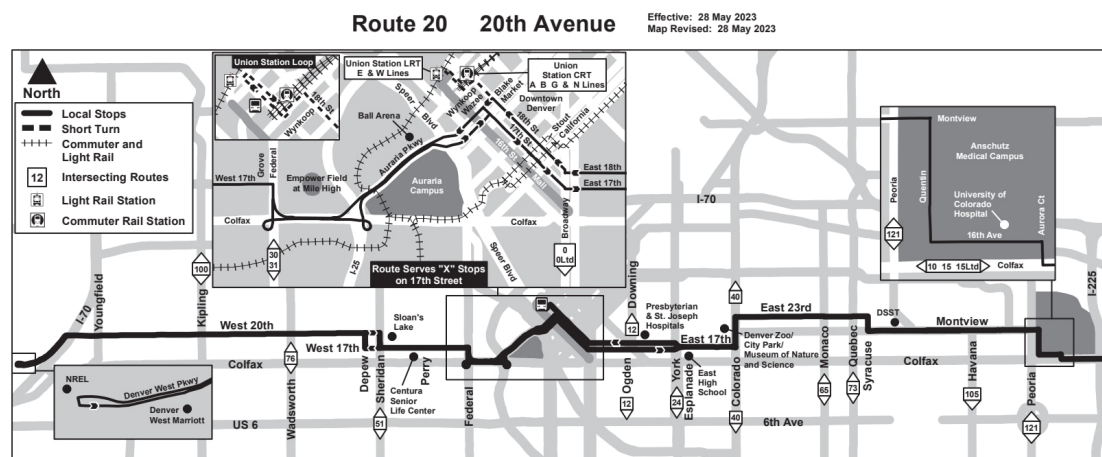 Route 20 20th Avenue
Effective: 28 May 2023
Map Revised: 28 May 2023
North
Local Stops
Short Turn
Commuter and
Light Rail
12 Intersecting Routes
Light Rail Station
Commuter Rail Station
Union Station Loop
18th St
Wynkoop
Union Station LRT
E & W Lines
Union
Station CRT
A B G & N Lines
Speer
Blvd
Wynkoop
Wazee
Blake
Market
Downtown
Denver
Ball Arena
Auraria Pkwy
18th St
17th St
16th St
Mall
Stout
California
Grove
Federal
West 17th
Empower Field
at Mile High
Auraria
Campus
East 18th
East 17th
Colfax
Colfax
Broadway
30
31
I-25
Speer Blvd
0
0Ltd
Route Serves "X" Stops
on 17th Street
Montview
Anschutz
Medical Campus
Peoria
Quentin
University of
Colorado
Hospital
Aurora Ct
16th Ave
121
10 15 15Ltd
Colfax
I-70
I-70
Youngfield
Kipling
100
West 20th
Sloan's
Lake
West 17th
Colfax
76
Wadsworth
Depew
Sheridan
51
Centura
Senior
Life Center
Perry
Federal
US 6
NREL
Denver West Pkwy
Denver
West Marriott
Downing
12
Presbyterian
& St. Joseph
Hospitals
East 17th
Ogden
12
York
24
Esplanade
East High
School
40
Colorado
40
Denver Zoo/
City Park/
Museum of Nature
and Science
East 23rd
Monaco
65
Quebec
73
Syracuse
DSST
Montview
Colfax
Havana
105
Peoria
121
I-225
6th Ave